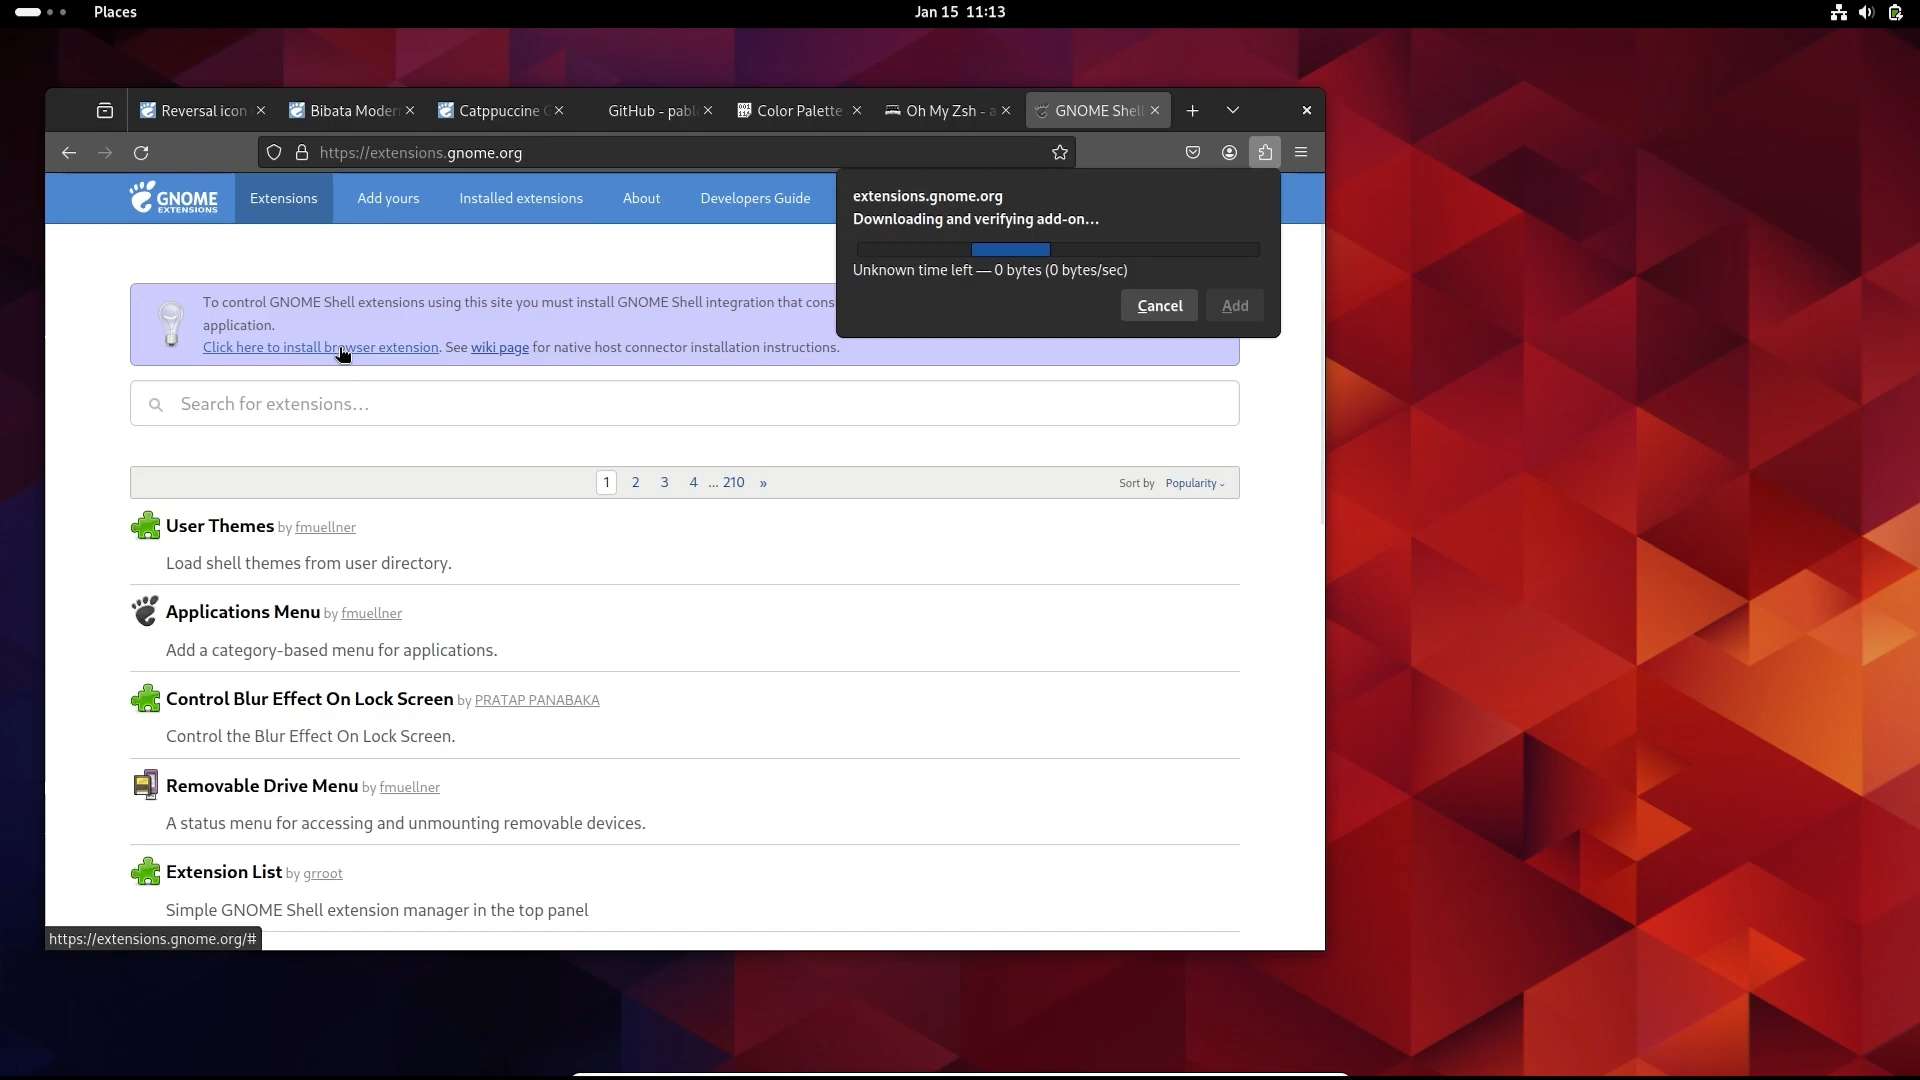 Places
Jan 15 11:13
Reversal icon
Bibata Moder
Catppuccine
GitHub - pabl
Color Palette
Oh My Zsh - a
GNOME Shell
https://extensions.gnome.org
GNOME
EXTENSIONS
Extensions
Add yours
Installed extensions
About
Developers Guide
extensions.gnome.org
Downloading and verifying add-on…
Unknown time left — 0 bytes (0 bytes/sec)
Cancel
Add
To control GNOME Shell extensions using this site you must install GNOME Shell integration that cons
application.
Click here to install browser extension. See wiki page for native host connector installation instructions.
Search for extensions…
1 2 3 4 ... 210 »
Sort by Popularity
User Themes by fmuellner
Load shell themes from user directory.
Applications Menu by fmuellner
Add a category-based menu for applications.
Control Blur Effect On Lock Screen by PRATAP PANABAKA
Control the Blur Effect On Lock Screen.
Removable Drive Menu by fmuellner
A status menu for accessing and unmounting removable devices.
Extension List by grroot
Simple GNOME Shell extension manager in the top panel
https://extensions.gnome.org/#